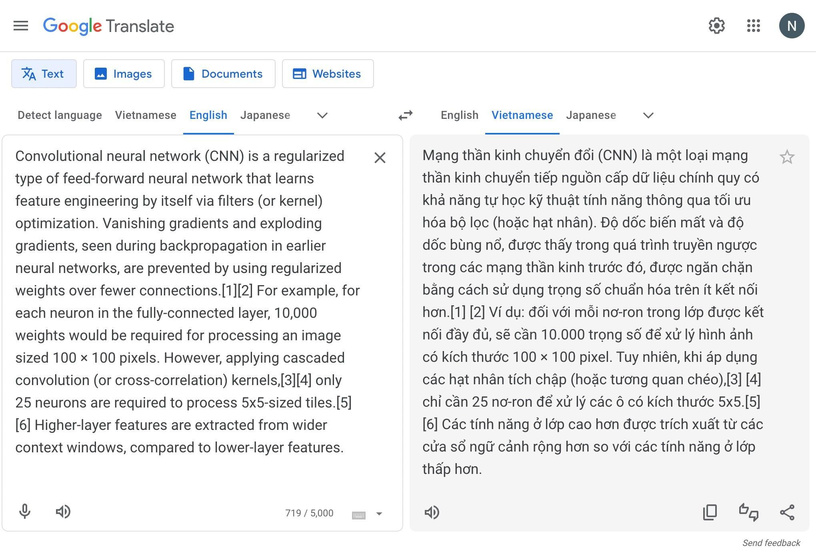 Google Translate
N
Text
Images
Documents
Websites
Detect language
Vietnamese
English
Japanese
English
Vietnamese
Japanese
Convolutional neural network (CNN) is a regularized
type of feed-forward neural network that learns
feature engineering by itself via filters (or kernel)
optimization. Vanishing gradients and exploding
gradients, seen during backpropagation in earlier
neural networks, are prevented by using regularized
weights over fewer connections.[1][2] For example, for
each neuron in the fully-connected layer, 10,000
weights would be required for processing an image
sized 100 × 100 pixels. However, applying cascaded
convolution (or cross-correlation) kernels,[3][4] only
25 neurons are required to process 5x5-sized tiles.[5]
[6] Higher-layer features are extracted from wider
context windows, compared to lower-layer features.
719 / 5,000
Mạng thần kinh chuyển đổi (CNN) là một loại mạng
thần kinh chuyển tiếp nguồn cấp dữ liệu chính quy có
khả năng tự học kỹ thuật tính năng thông qua tối ưu
hóa bộ lọc (hoặc hạt nhân). Độ dốc biến mất và độ
dốc bùng nổ, được thấy trong quá trình truyền ngược
trong các mạng thần kinh trước đó, được ngăn chặn
bằng cách sử dụng trọng số chuẩn hóa trên ít kết nối
hơn.[1] [2] Ví dụ: đối với mỗi nơ-ron trong lớp được kết
nối đầy đủ, sẽ cần 10.000 trọng số để xử lý hình ảnh
có kích thước 100 × 100 pixel. Tuy nhiên, khi áp dụng
các hạt nhân tích chập (hoặc tương quan chéo),[3] [4]
chỉ cần 25 nơ-ron để xử lý các ô có kích thước 5x5.[5]
[6] Các tính năng ở lớp cao hơn được trích xuất từ các
cửa sổ ngữ cảnh rộng hơn so với các tính năng ở lớp
thấp hơn.
Send feedback